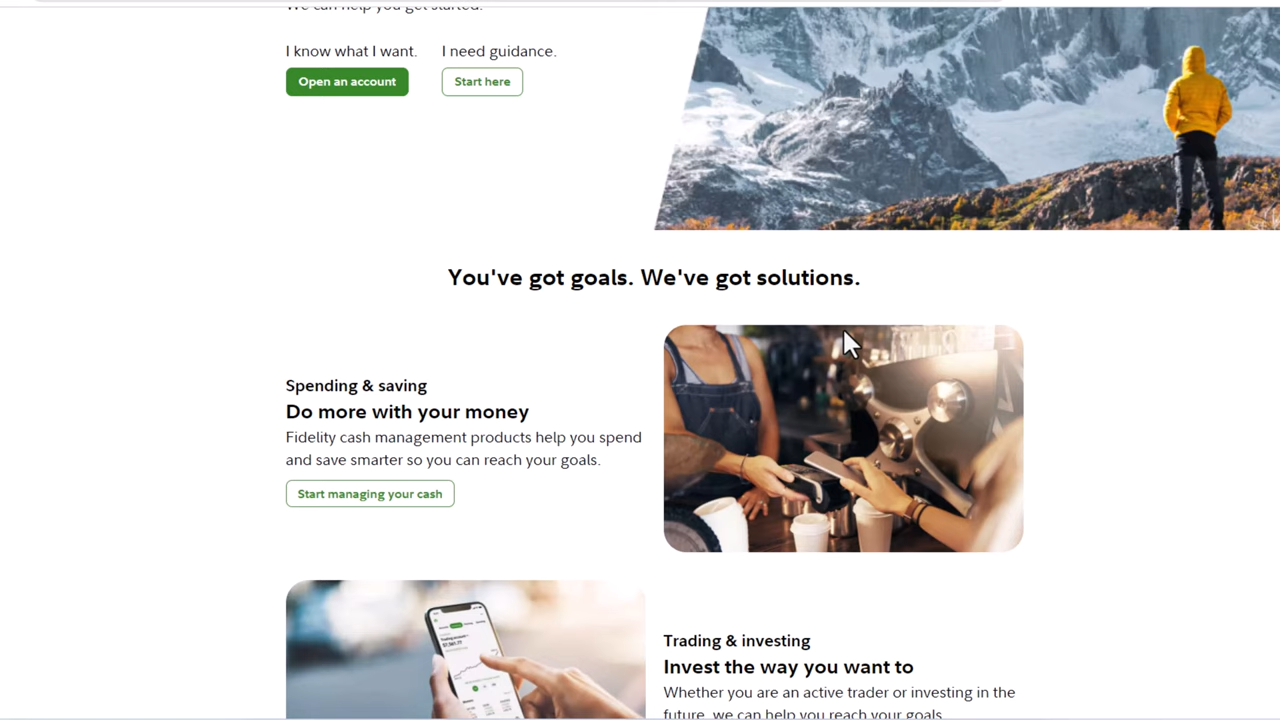 We can help you get started.
I know what I want.
I need guidance.
Open an account
Start here
You've got goals. We've got solutions.
Spending & saving
Do more with your money
Fidelity cash management products help you spend
and save smarter so you can reach your goals.
Start managing your cash
Trading & investing
Invest the way you want to
Whether you are an active trader or investing in the
future, we can help you reach your goals.